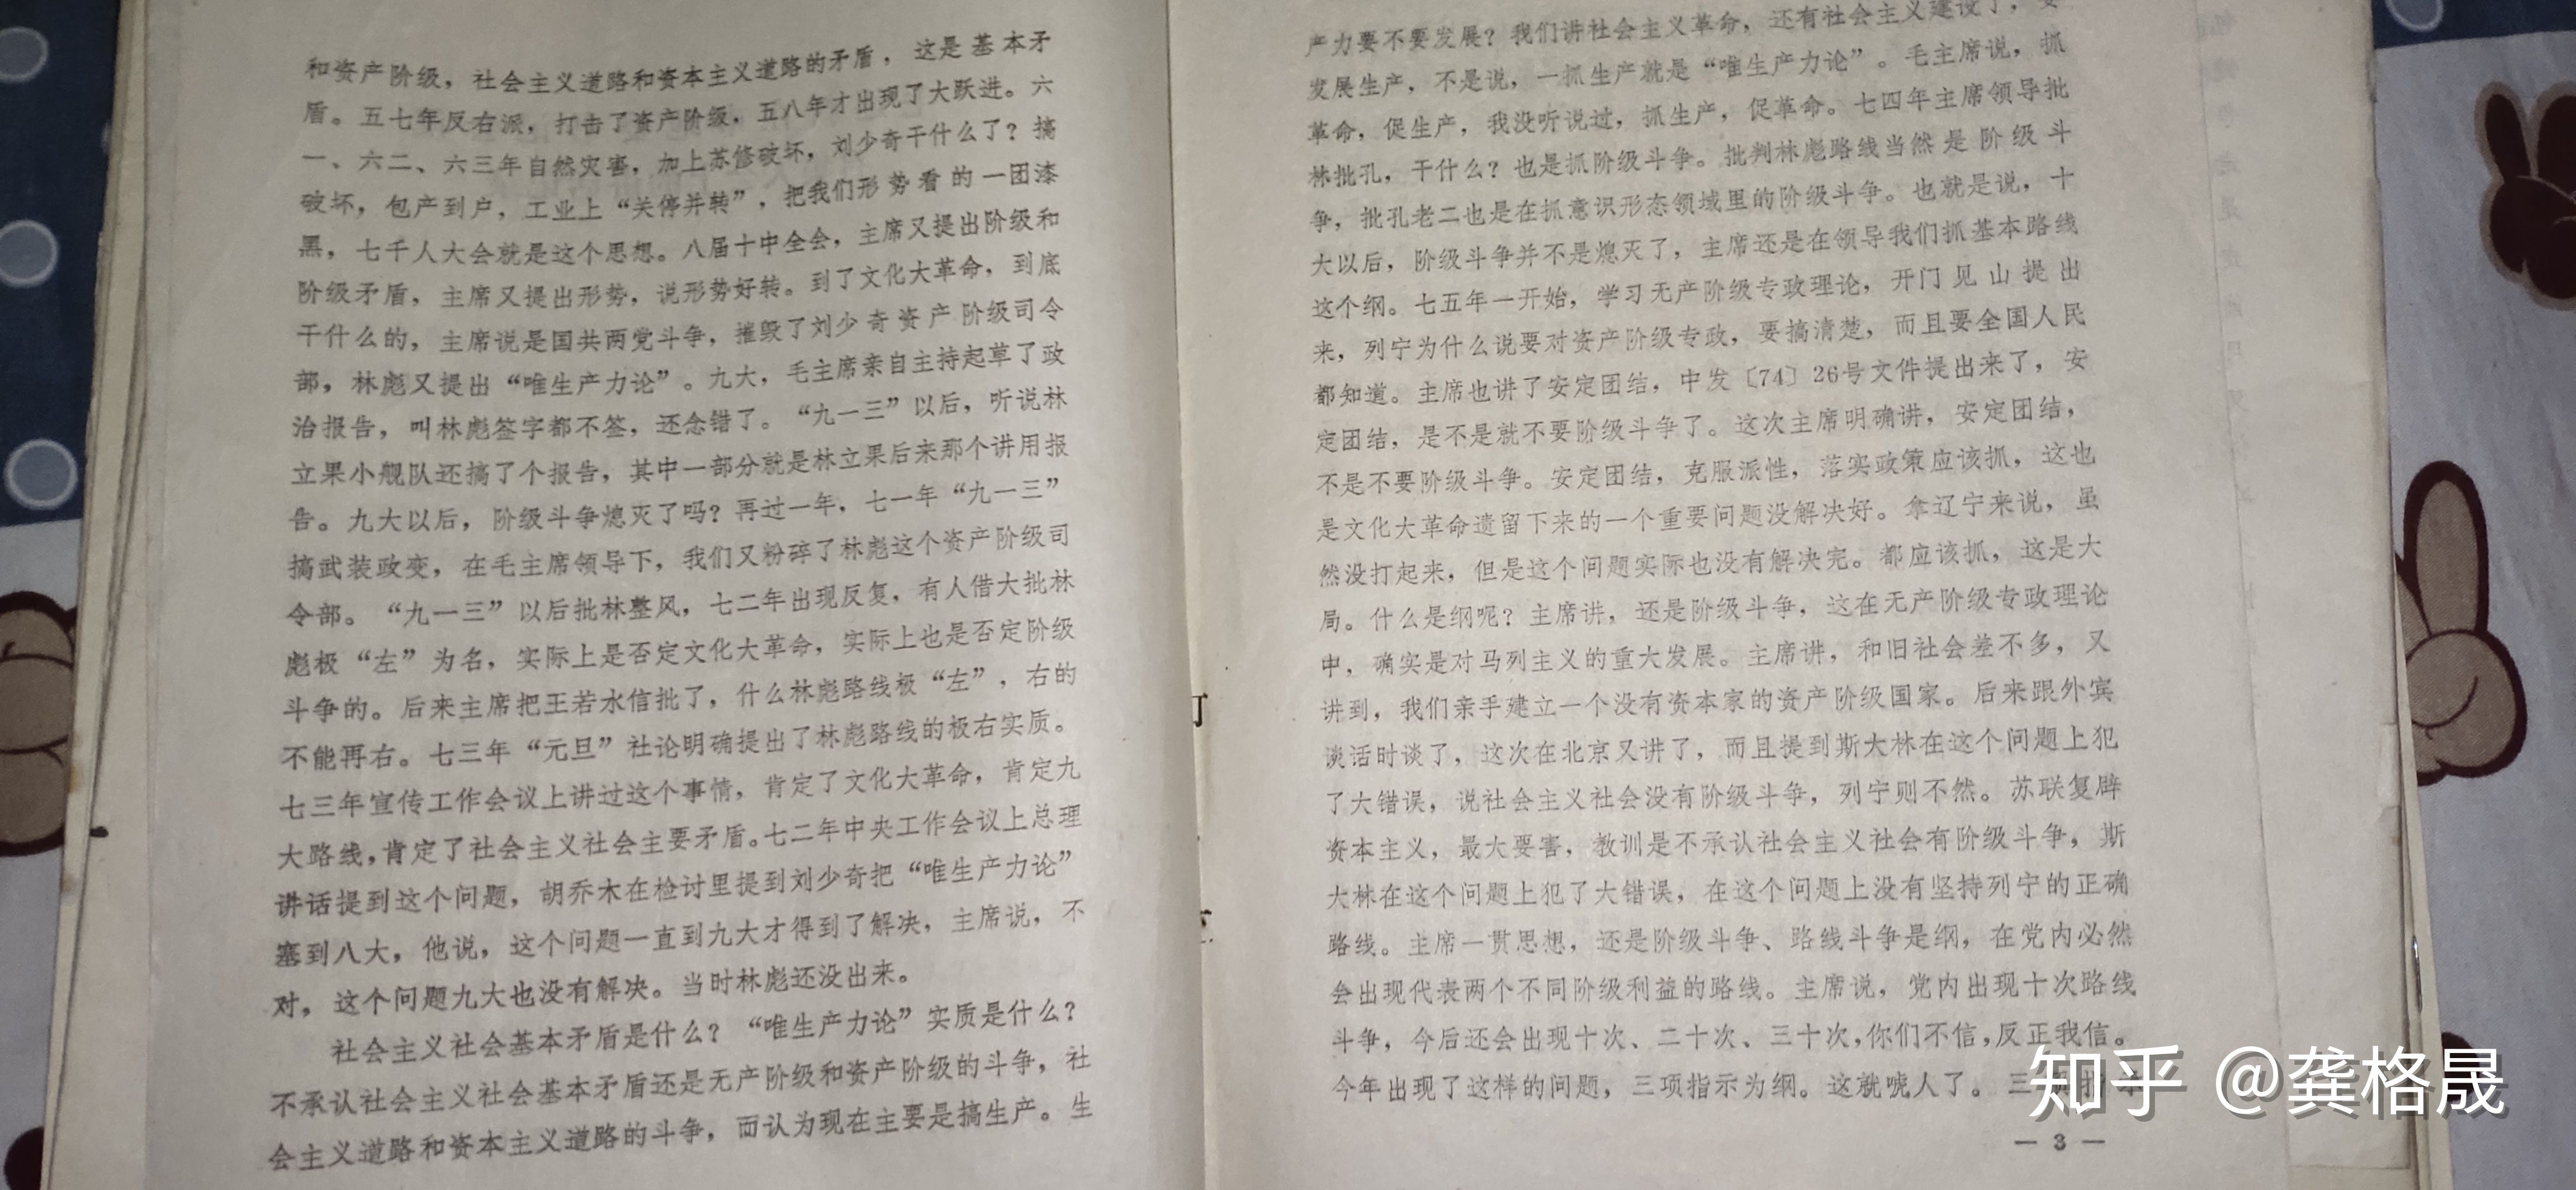 和资产阶级，社会主义道路和资本主义道路的矛盾，这是基本矛
盾。五七年反右派，打击了资产阶级，五八年才出现了大跃进。六
一、六二、六三年自然灾害，加上苏修破坏，刘少奇干什么了？搞
破坏，包产到户，工业上“关停并转”，把我们形势看的一团漆
黑，七千人大会就是这个思想。八届十中全会，主席又提出阶级和
阶级矛盾，主席又提出形势，说形势好转。到了文化大革命，到底
干什么的，主席说是国共两党斗争，摧毁了刘少奇资产阶级司令
部，林彪又提出“唯生产力论”。九大，毛主席亲自主持起草了政
治报告，叫林彪签字都不签，还念错了。“九一三”以后，听说林
立果小舰队还搞了个报告，其中一部分就是林立果后来那个讲用报
告。九大以后，阶级斗争熄灭了吗？再过一年，七一年“九一三”
搞武装政变，在毛主席领导下，我们又粉碎了林彪这个资产阶级司
令部。“九一三”以后批林整风，七二年出现反复，有人借大批林
彪极“左”为名，实际上是否定文化大革命，实际上也是否定阶级
斗争的。后来主席把王若水信批了，什么林彪路线极“左”，右的
不能再右。七三年“元旦”社论明确提出了林彪路线的极右实质。
七三年宣传工作会议上讲过这个事情，肯定了文化大革命，肯定九
大路线，肯定了社会主义社会主要矛盾。七二年中央工作会议上总理
讲话提到这个问题，胡乔木在检讨里提到刘少奇把“唯生产力论”
塞到八大，他说，这个问题一直到九大才得到了解决，主席说，不
对，这个问题九大也没有解决。当时林彪还没出来。
社会主义社会基本矛盾是什么？“唯生产力论”实质是什么？
不承认社会主义社会基本矛盾还是无产阶级和资产阶级的斗争，社
会主义道路和资本主义道路的斗争，而认为现在主要是搞生产。生
产力要不要发展？我们讲社会主义革命，还有社会主义建设了，
发展生产，不是说，一抓生产就是“唯生产力论”。毛主席说，抓
革命，促生产，我没听说过，抓生产，促革命。七四年主席领导批
林批孔，干什么？也是抓阶级斗争。批判林彪路线当然是阶级斗
争，批孔老二也是在抓意识形态领域里的阶级斗争。也就是说，十
大以后，阶级斗争并不是熄灭了，主席还是在领导我们抓基本路线
这个纲。七五年一开始，学习无产阶级专政理论，开门见山提出
来，列宁为什么说要对资产阶级专政，要搞清楚，而且要全国人民
都知道。主席也讲了安定团结，中发〔74〕26号文件提出来了，安
定团结，是不是就不要阶级斗争了。这次主席明确讲，安定团结，
不是不要阶级斗争。安定团结，克服派性，落实政策应该抓，这也
是文化大革命遗留下来的一个重要问题没解决好。拿辽宁来说，虽
然没打起来，但是这个问题实际也没有解决完。都应该抓，这是大
局。什么是纲呢？主席讲，还是阶级斗争，这在无产阶级专政理论
中，确实是对马列主义的重大发展。主席讲，和旧社会差不多，又
讲到，我们亲手建立一个没有资本家的资产阶级国家。后来跟外宾
谈话时谈了，这次在北京又讲了，而且提到斯大林在这个问题上犯
了大错误，说社会主义社会没有阶级斗争，列宁则不然。苏联复辟
资本主义，最大要害，教训是不承认社会主义社会有阶级斗争，斯
大林在这个问题上犯了大错误，在这个问题上没有坚持列宁的正确
路线。主席一贯思想，还是阶级斗争、路线斗争是纲，在党内必然
会出现代表两个不同阶级利益的路线。主席说，党内出现十次路线
斗争，今后还会出现十次、二十次、三十次，你们不信，反正我信。
今年出现了这样的问题，三项指示为纲。这就唬人了。三
— 3 —
知乎 @龚格晟